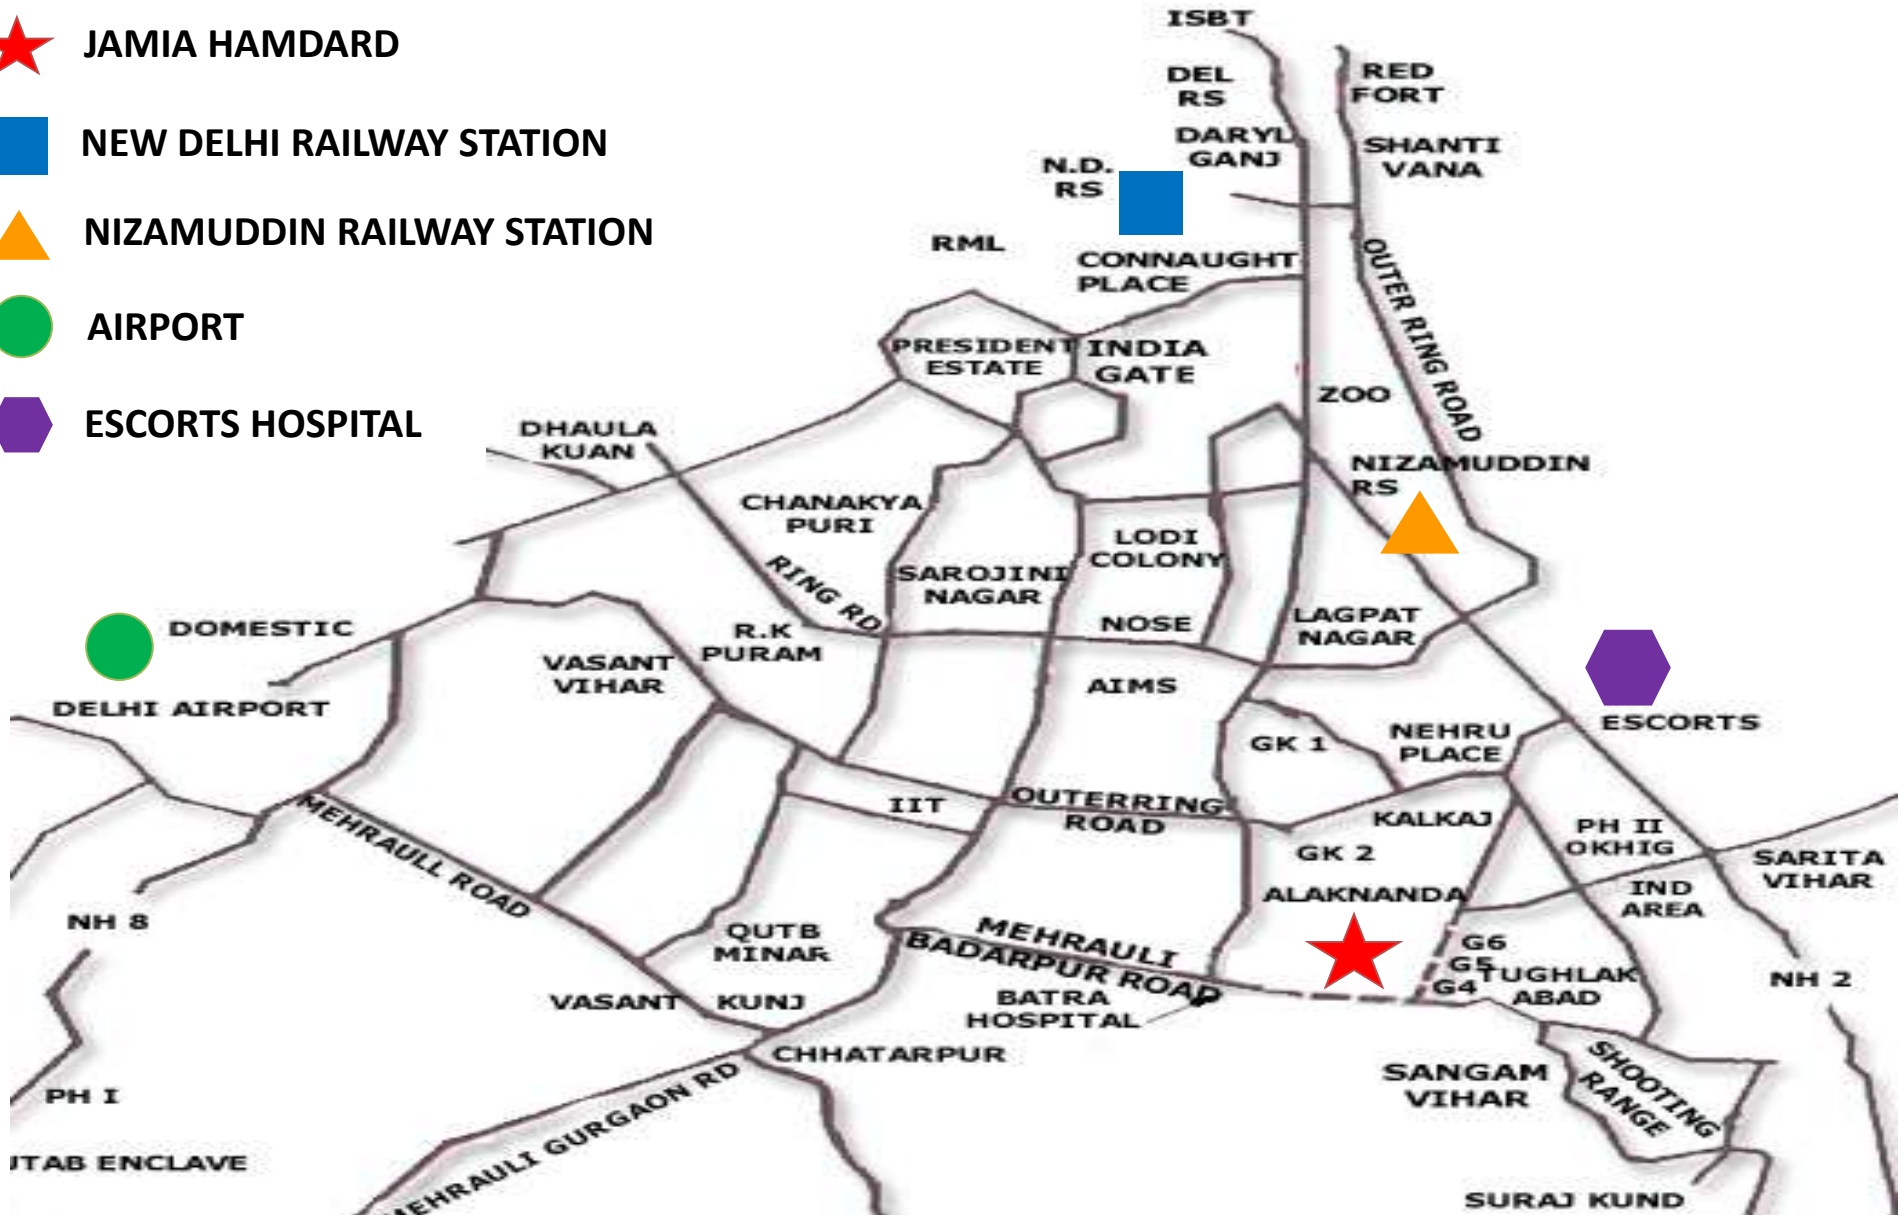 JAMIA HAMDARD
NEW DELHI RAILWAY STATION
NIZAMUDDIN RAILWAY STATION
AIRPORT
ESCORTS HOSPITAL
ISBT
DEL
RS
RED
FORT
DARYL
GANJ
SHANTI
VANA
N.D.
RS
RML
CONNAUGHT
PLACE
OUTER RING ROAD
PRESIDENT
ESTATE
INDIA
GATE
ZOO
DHAULA
KUAN
NIZAMUDDIN
RS
CHANAKYA
PURI
LODI
COLONY
RING RD
SAROJINI
NAGAR
NOSE
LAGPAT
NAGAR
DOMESTIC
R.K
PURAM
VASANT
VIHAR
AIMS
DELHI AIRPORT
ESCORTS
GK 1
NEHRU
PLACE
IIT
OUTERRING
ROAD
KALKAJ
PH II
OKHIG
MEHRAULL ROAD
GK 2
SARITA
VIHAR
ALAKNANDA
IND
AREA
NH 8
QUTB
MINAR
MEHRAULI
BADARPUR ROAD
G6
G5
G4
TUGHLAK
ABAD
NH 2
VASANT KUNJ
BATRA
HOSPITAL
CHHATARPUR
SANGAM
VIHAR
SHOOTING
RANGE
PH I
MEHRAULI GURGAON RD
UTAB ENCLAVE
SURAJ KUND